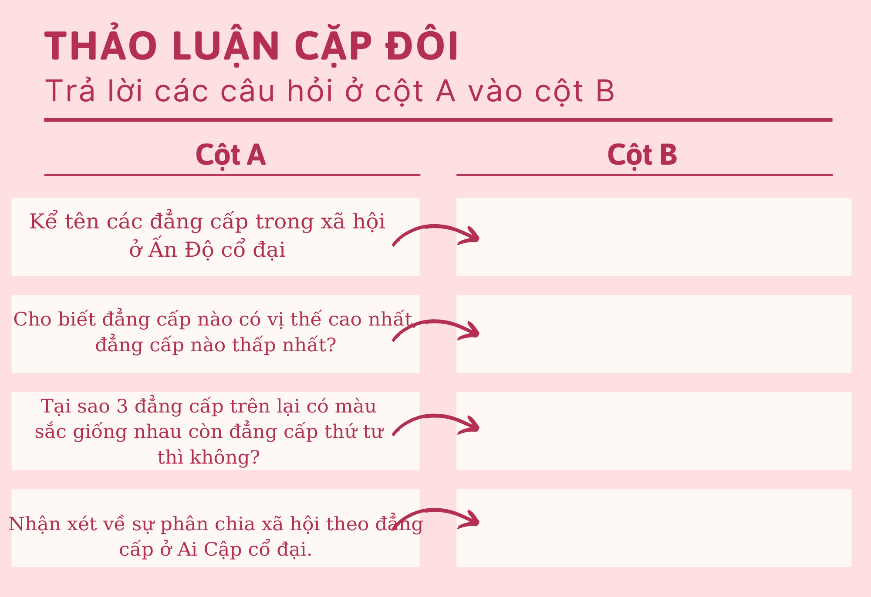 THẢO LUẬN CẶP ĐÔI
Trả lời các câu hỏi ở cột A vào cột B
Cột A
Cột B
Kể tên các đẳng cấp trong xã hội
ở Ấn Độ cổ đại
Cho biết đẳng cấp nào có vị thế cao nhất,
đẳng cấp nào thấp nhất?
Tại sao 3 đẳng cấp trên lại có màu
sắc giống nhau còn đẳng cấp thứ tư
thì không?
Nhận xét về sự phân chia xã hội theo đẳng
cấp ở Ai Cập cổ đại.